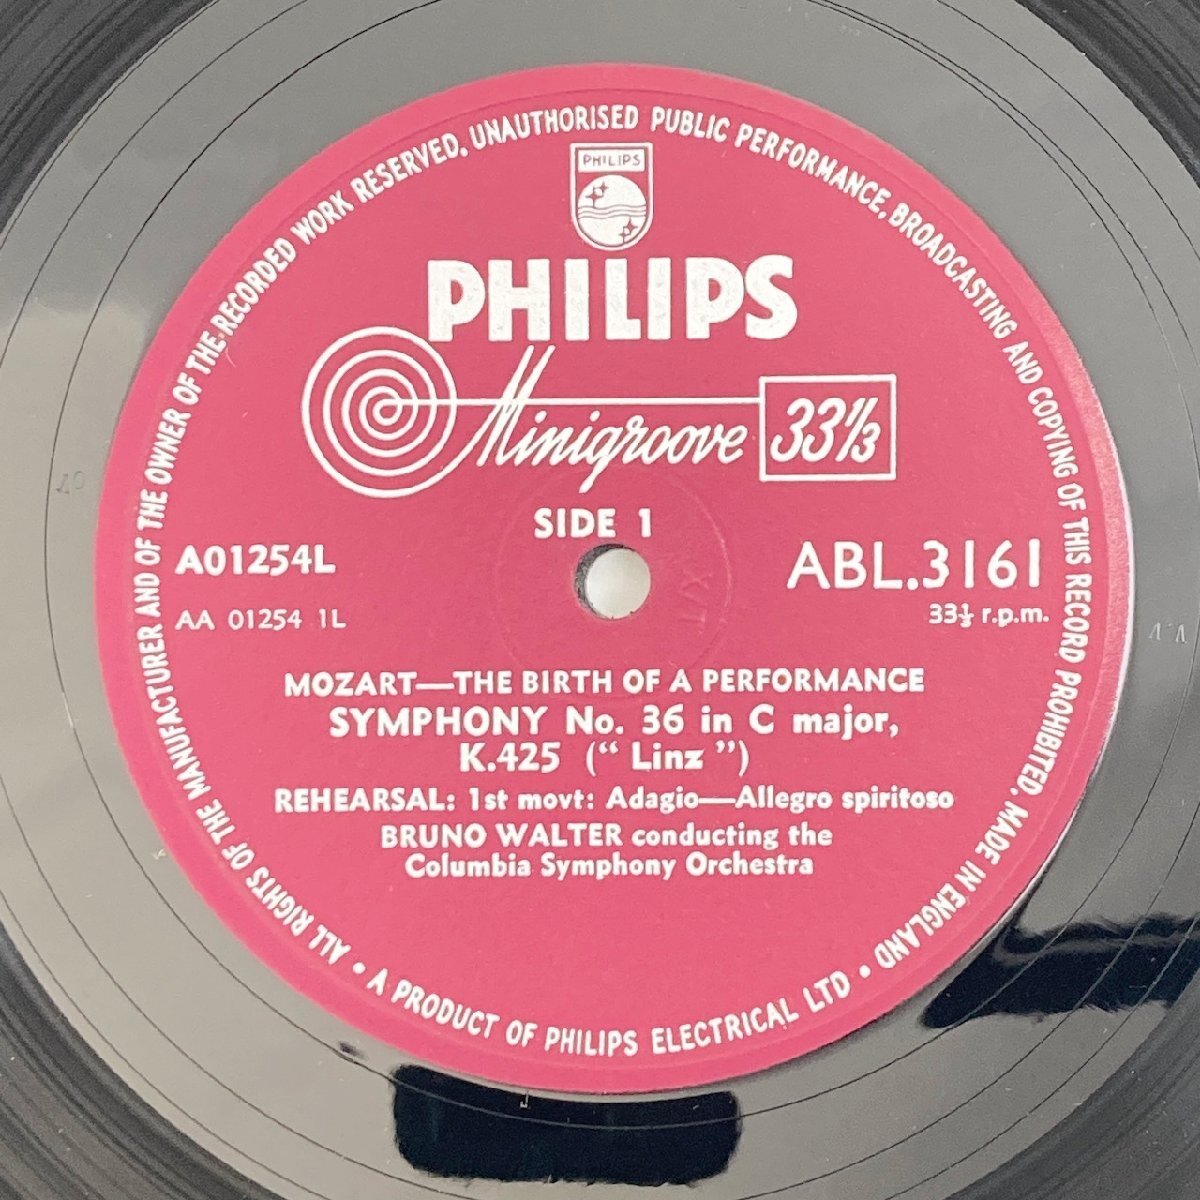 PHILIPS
PHILIPS
Minigroove 33 1/3
SIDE 1
A01254L
ABL.3161
AA 01254 1L
33⅓ r.p.m.
MOZART—THE BIRTH OF A PERFORMANCE
SYMPHONY No. 36 in C major,
K.425 (“ Linz ”)
REHEARSAL: 1st movt: Adagio—Allegro spiritoso
BRUNO WALTER conducting the
Columbia Symphony Orchestra
ALL RIGHTS OF THE MANUFACTURER AND OF THE OWNER OF THE RECORDED WORK RESERVED. UNAUTHORISED PUBLIC PERFORMANCE, BROADCASTING AND COPYING OF THIS RECORD PROHIBITED. MADE IN ENGLAND
• A PRODUCT OF PHILIPS ELECTRICAL LTD •